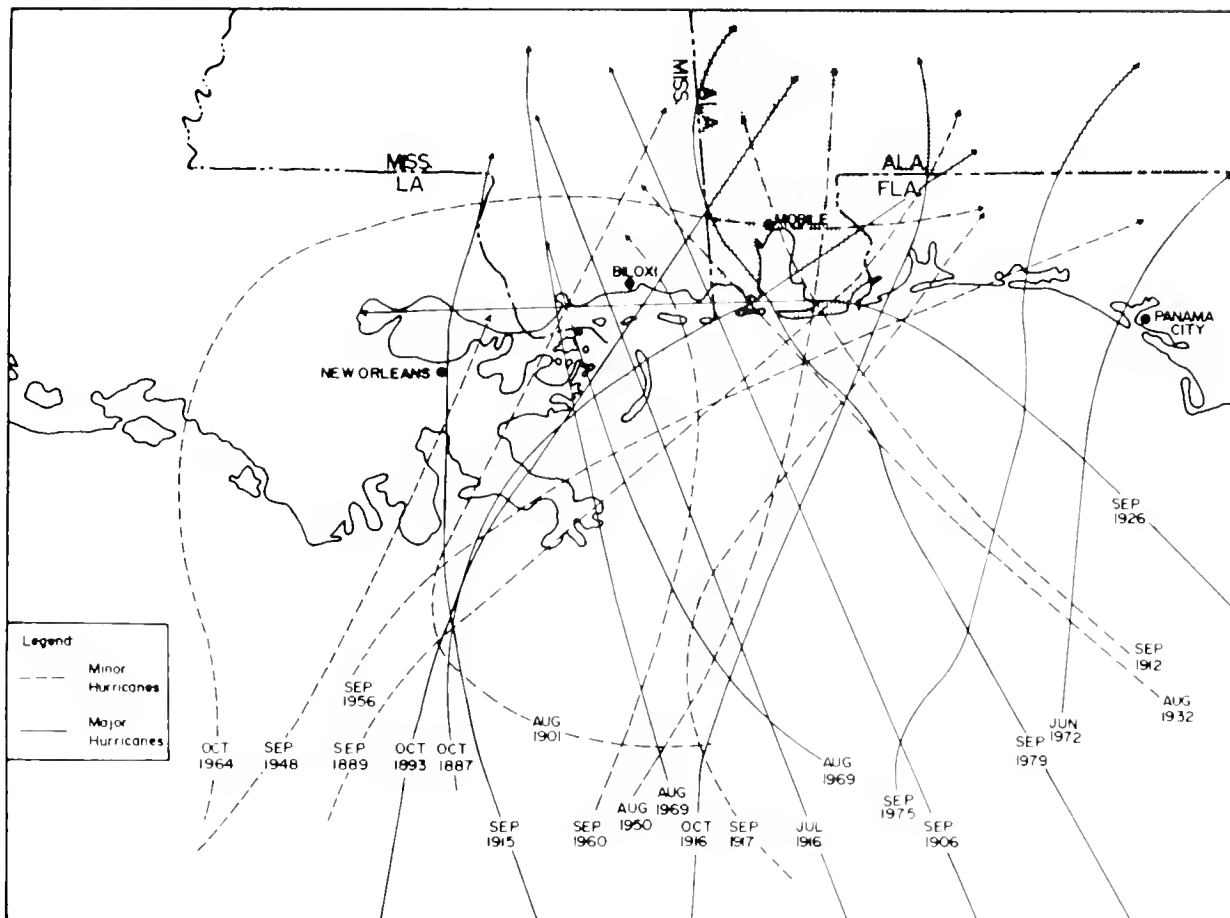 MISS.
ALA.
MISS.
LA
ALA.
FLA.
MOBILE
BILOXI
NEW ORLEANS
PANAMA
CITY
SEP
1926
Legend
Minor
Hurricanes
Major
Hurricanes
SEP
1956
OCT
1964
SEP
1948
SEP
1889
OCT
1893
OCT
1887
AUG
1901
SEP
1915
SEP
1960
AUG
1950
AUG
1969
OCT
1916
SEP
1917
JUL
1916
AUG
1969
SEP
1975
SEP
1906
SEP
1979
JUN
1972
SEP
1912
AUG
1932